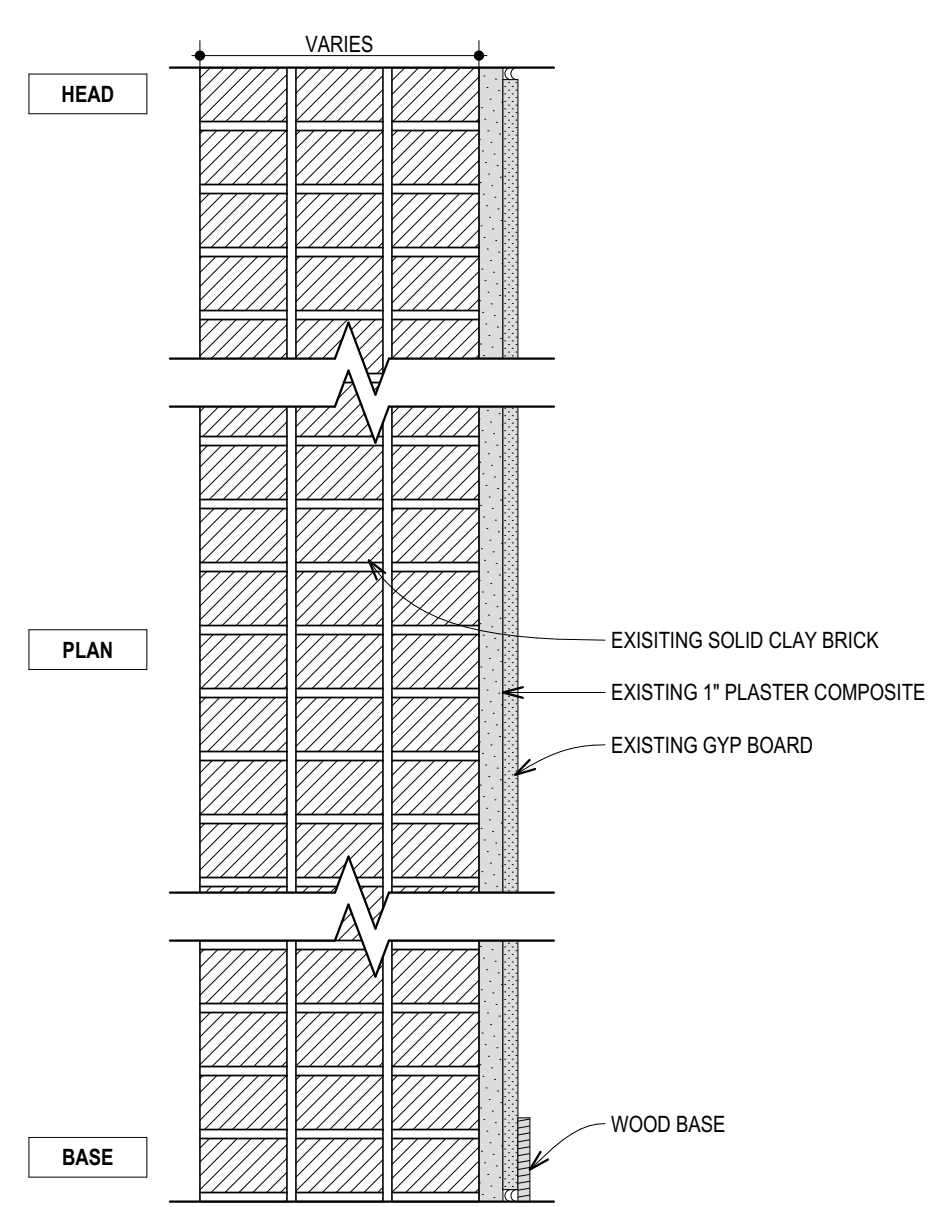 VARIES
HEAD
PLAN
EXISITING SOLID CLAY BRICK
EXISTING 1" PLASTER COMPOSITE
EXISTING GYP BOARD
WOOD BASE
BASE